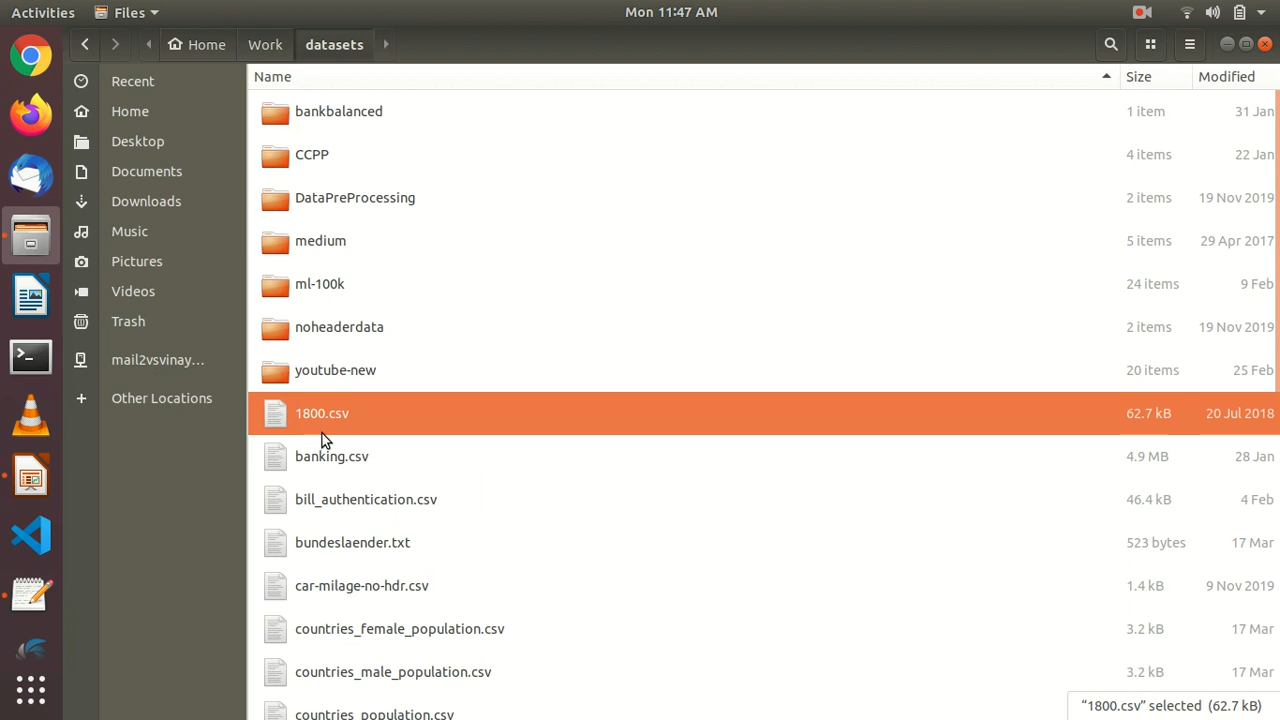 Activities Files Mon 11:47 AM
Home Work datasets
Name Size Modified
Recent
Home
Desktop
Documents
Downloads
Music
Pictures
Videos
Trash
mail2vsvinay…
Other Locations
bankbalanced 1 item 31 Jan
CCPP 4 items 22 Jan
DataPreProcessing 2 items 19 Nov 2019
medium 5 items 29 Apr 2017
ml-100k 24 items 9 Feb
noheaderdata 2 items 19 Nov 2019
youtube-new 20 items 25 Feb
1800.csv 62.7 kB 20 Jul 2018
banking.csv 4.9 MB 28 Jan
bill_authentication.csv 46.4 kB 4 Feb
bundeslaender.txt 523 bytes 17 Mar
car-milage-no-hdr.csv 1.4 kB 9 Nov 2019
countries_female_population.csv 3.2 kB 17 Mar
countries_male_population.csv 3.2 kB 17 Mar
countries_population.csv
“1800.csv” selected (62.7 kB)